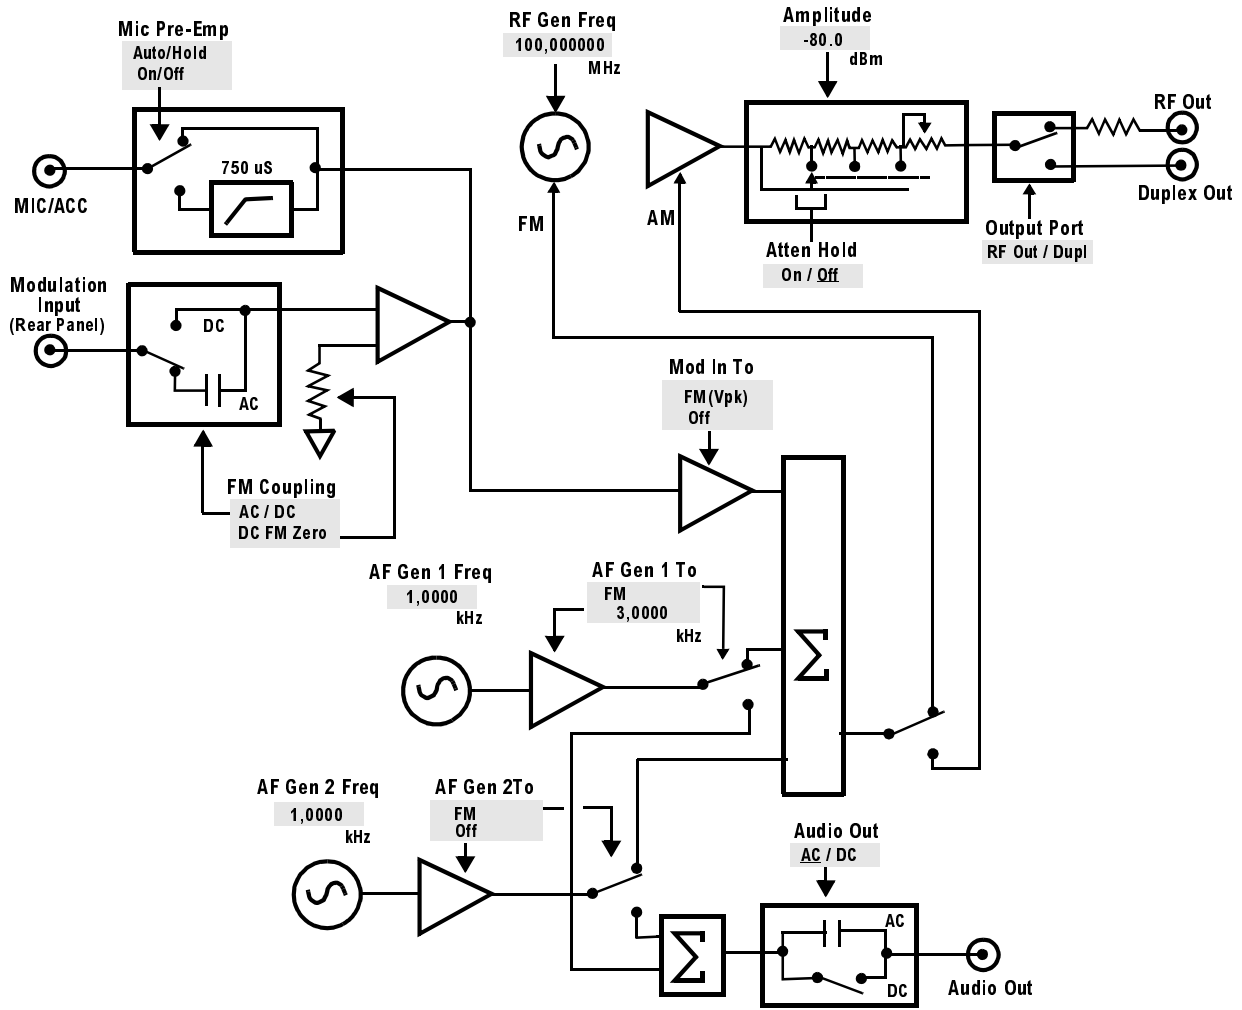 Mic Pre-Emp
Auto/Hold
On/Off
RF Gen Freq
100,000000
MHz
Amplitude
-80.0
dBm
RF Out
750 uS
MIC/ACC
FM
AM
Duplex Out
Output Port
RF Out / Dupl
Atten Hold
On / Off
Modulation
Input
(Rear Panel)
DC
AC
Mod In To
FM(Vpk)
Off
FM Coupling
AC / DC
DC FM Zero
AF Gen 1 Freq
1,0000
kHz
AF Gen 1 To
FM
3,0000
kHz
Σ
AF Gen 2 Freq
1,0000
kHz
AF Gen 2To
FM
Off
Audio Out
AC / DC
Σ
AC
DC
Audio Out